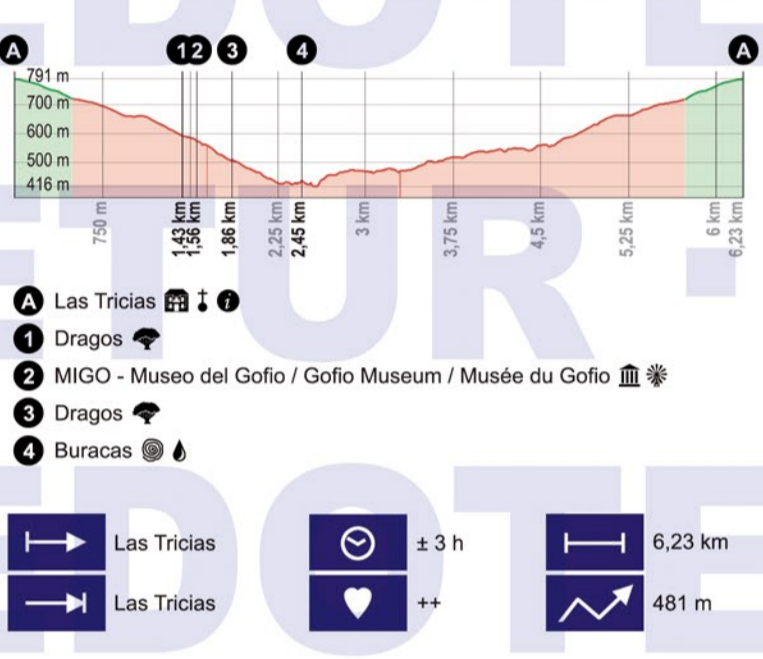 EDOTE
A 1 2 3 4 A
791 m
700 m
600 m
500 m
416 m
750 m 1,43 km 1,56 km 1,86 km 2,25 km 2,45 km 3 km 3,75 km 4,5 km 5,25 km 6 km 6,23 km
ETUR ·
A Las Tricias i
1 Dragos
2 MIGO - Museo del Gofio / Gofio Museum / Musée du Gofio
3 Dragos
4 Buracas
EDOTE
Las Tricias ± 3 h 6,23 km
Las Tricias ++ 481 m